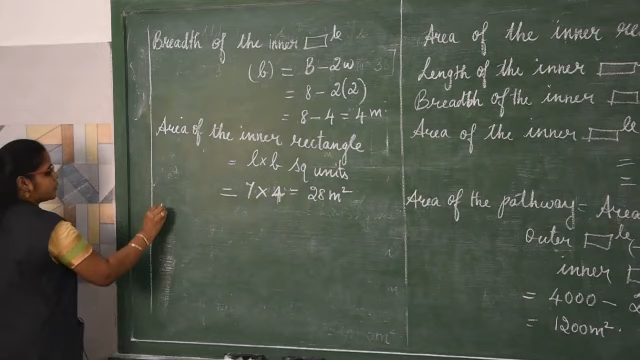 Breadth of the inner ▭le
(b) = B - 2w
= 8 - 2(2)
= 8 - 4 = 4 m.
Area of the inner rectangle
= l × b sq units
= 7 × 4 = 28 m²
Area of the inner
Length of the inner ▭
Breadth of the inner ▭
Area of the inner ▭le
=
=
Area of the pathway = Area
Outer ▭le (-
inner ▭
= 4000 -
= 1200m².